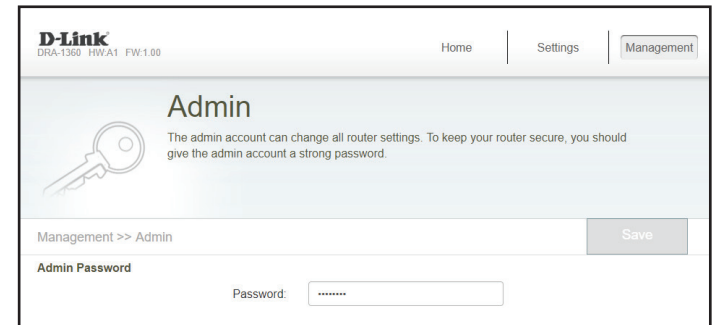 D-Link
DRA-1360 HW:A1 FW:1.00
Home
Settings
Management
Admin
The admin account can change all router settings. To keep your router secure, you should
give the admin account a strong password.
Management >> Admin
Save
Admin Password
Password: ········